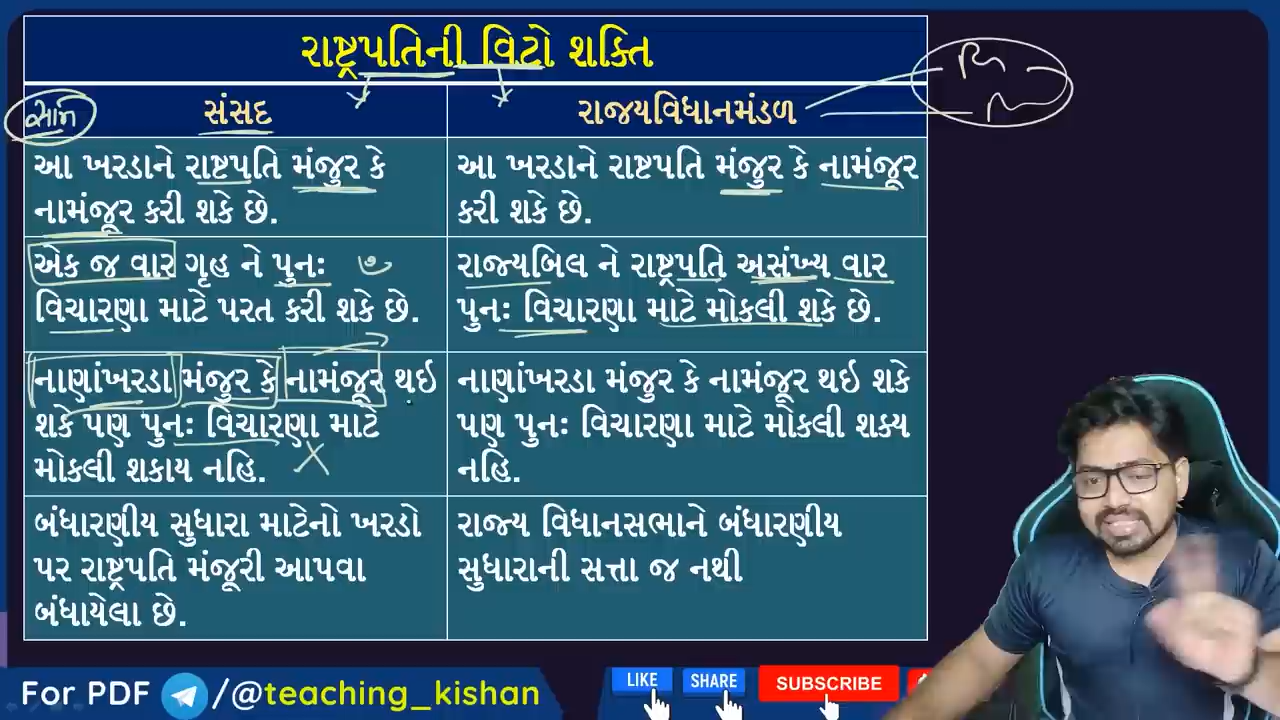 રાષ્ટ્રપતિની વિટો શક્તિ
સંસદ
રાજયવિધાનમંડળ
આ ખરડાને રાષ્ટપતિ મંજુર કે
નામંજૂર કરી શકે છે.
આ ખરડાને રાષ્ટપતિ મંજુર કે નામંજૂર
કરી શકે છે.
એક જ વાર ગૃહ ને પુનઃ
વિચારણા માટે પરત કરી શકે છે.
રાજ્યબિલ ને રાષ્ટ્રપતિ અસંખ્ય વાર
પુનઃ વિચારણા માટે મોકલી શકે છે.
નાણાંખરડા મંજુર કે નામંજૂર થઇ
શકે પણ પુનઃ વિચારણા માટે
મોકલી શકાય નહિ.
નાણાંખરડા મંજુર કે નામંજૂર થઇ શકે
પણ પુનઃ વિચારણા માટે મોકલી શક્ય
નહિ.
બંધારણીય સુધારા માટેનો ખરડો
પર રાષ્ટ્રપતિ મંજૂરી આપવા
બંધાયેલા છે.
રાજ્ય વિધાનસભાને બંધારણીય
સુધારાની સત્તા જ નથી
For PDF /@teaching_kishan
LIKE
SHARE
SUBSCRIBE